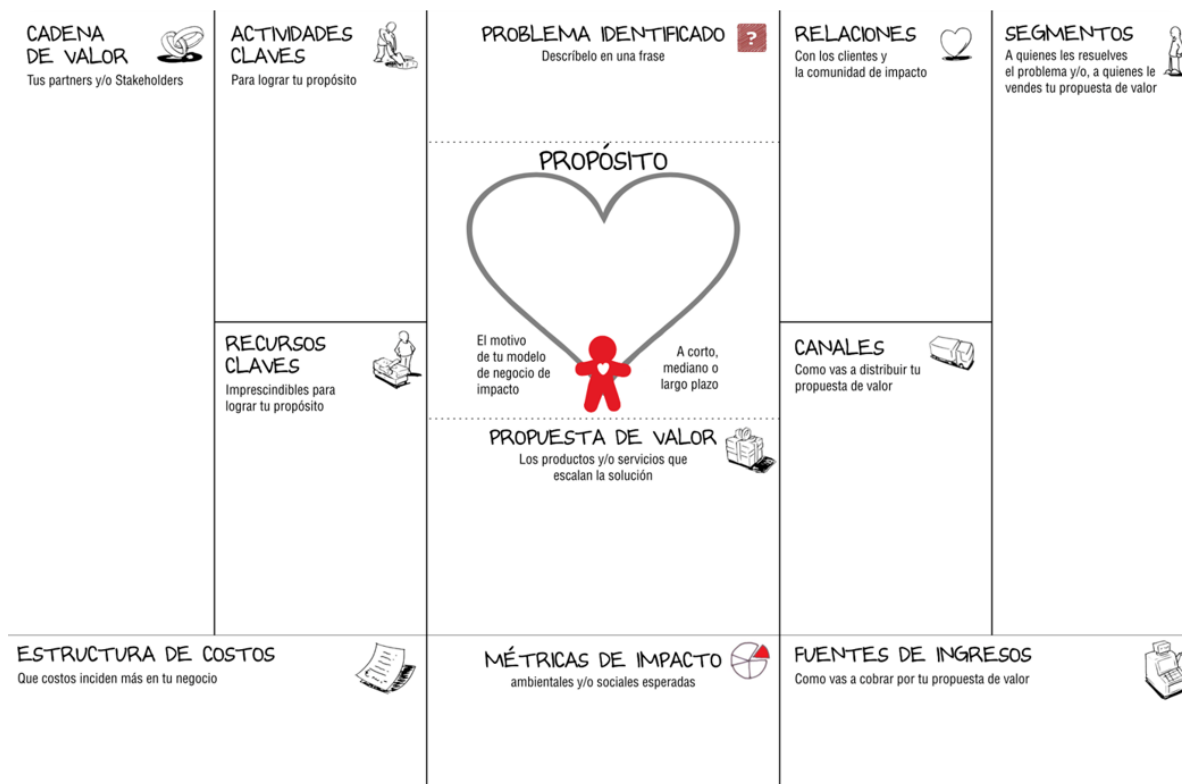 CADENA
DE VALOR
Tus partners y/o Stakeholders
ACTIVIDADES
CLAVES
Para lograr tu propósito
PROBLEMA IDENTIFICADO
?
Descríbelo en una frase
RELACIONES
Con los clientes y
la comunidad de impacto
SEGMENTOS
A quienes les resuelves
el problema y/o, a quienes le
vendes tu propuesta de valor
PROPÓSITO
El motivo
de tu modelo
de negocio de
impacto
A corto,
mediano o
largo plazo
RECURSOS
CLAVES
Imprescindibles para
lograr tu propósito
CANALES
Como vas a distribuir tu
propuesta de valor
PROPUESTA DE VALOR
Los productos y/o servicios que
escalan la solución
ESTRUCTURA DE COSTOS
Que costos inciden más en tu negocio
MÉTRICAS DE IMPACTO
ambientales y/o sociales esperadas
FUENTES DE INGRESOS
Como vas a cobrar por tu propuesta de valor